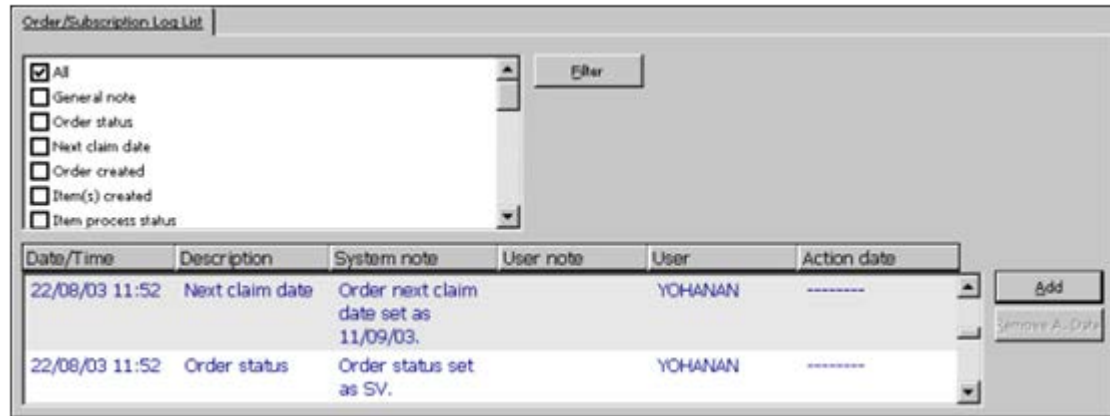 Order/Subscription Log List
All
Filter
General note
Order status
Next claim date
Order created
Item(s) created
Item process status
Date/Time Description System note User note User Action date
22/08/03 11:52 Next claim date Order next claim YOHANAN --------
date set as
11/09/03.
Add
Remove A. Date
22/08/03 11:52 Order status Order status set YOHANAN --------
as SV.